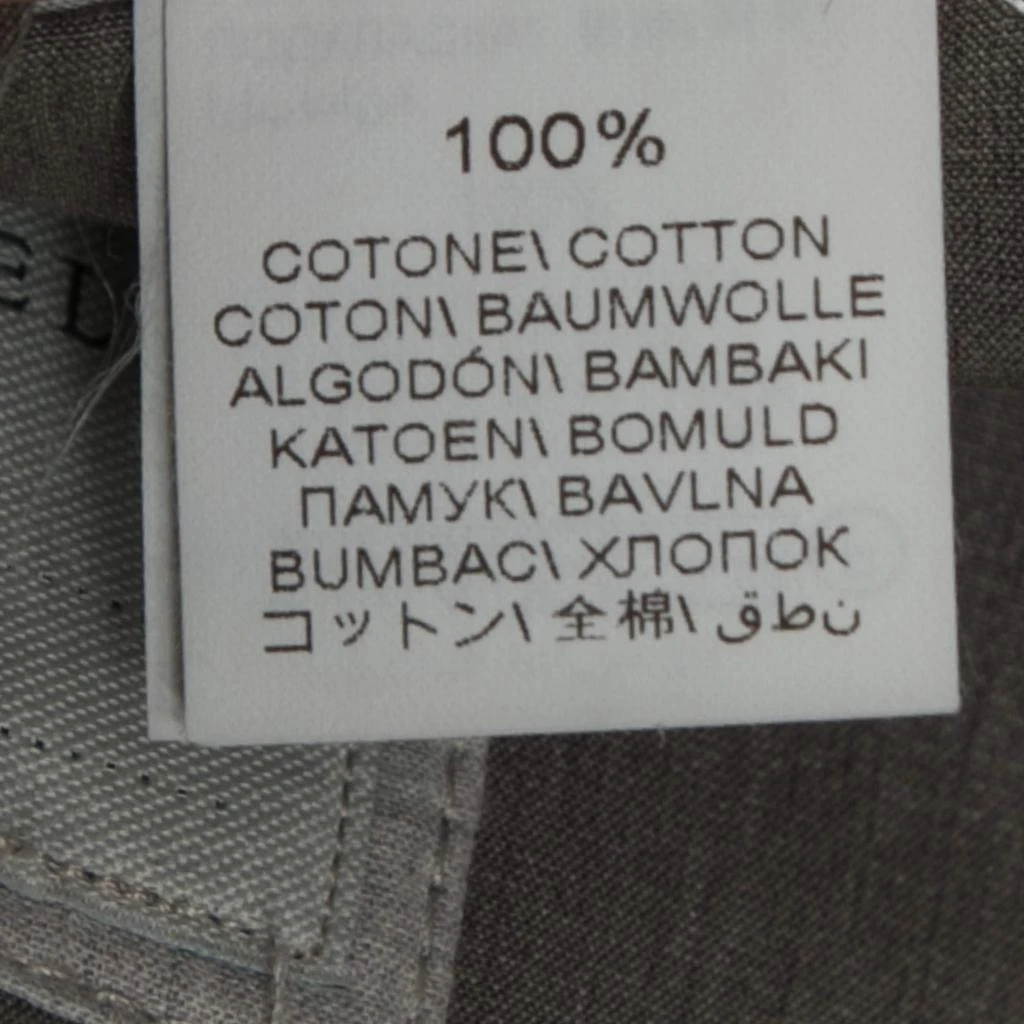 100%
COTONE\ COTTON
COTON\ BAUMWOLLE
ALGODÓN\ BAMBAKI
KATOEN\ BOMULD
ПАМУК\ BAVLNA
BUMBAC\ ХЛОПОК
コットン\ 全棉\ نطق